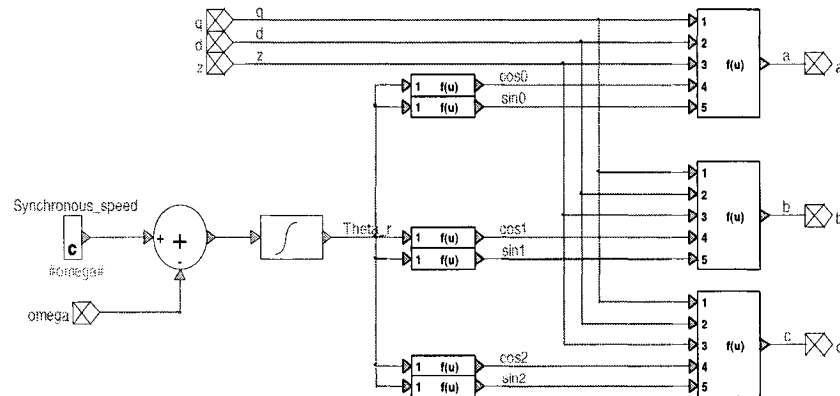 q q 1
d d 2
z z 3 f(u) a a
1 f(u) cos0 4
1 f(u) sin0 5
1
Synchronous_speed 2
c + + - Theta_r 3 f(u) b b
#omega# 1 f(u) cos1 4
1 f(u) sin1 5
omega 1
2
3 f(u) c c
1 f(u) cos2 4
1 f(u) sin2 5